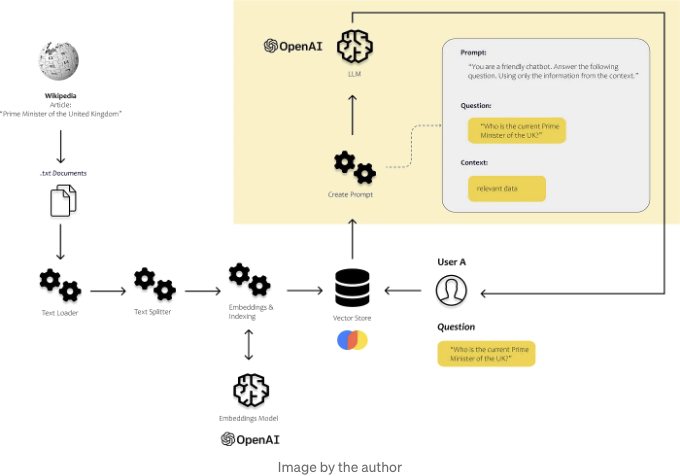 OpenAI
LLM
Prompt:
"You are a friendly chatbot. Answer the following
question. Using only the information from the context."
Question:
"Who is the current Prime
Minister of the UK?"
Context:
relevant data
Wikipedia
Article:
"Prime Minister of the United Kingdom"
.txt Documents
Create Prompt
Text Loader
Text Splitter
Embeddings &
Indexing
Vector Store
User A
Question
"Who is the current Prime
Minister of the UK?"
Embeddings Model
OpenAI
Image by the author